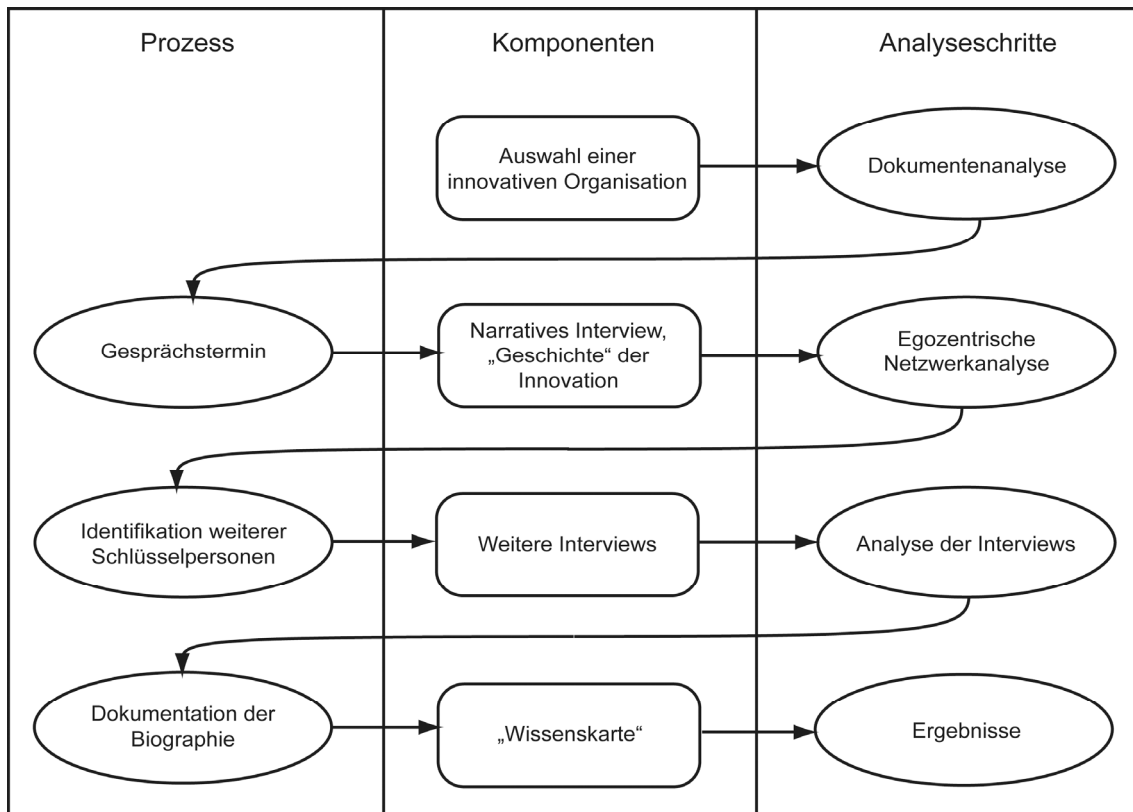 Prozess
Komponenten
Analyseschritte
Auswahl einer
innovativen Organisation
Dokumentenanalyse
Gesprächstermin
Narratives Interview,
„Geschichte“ der
Innovation
Egozentrische
Netzwerkanalyse
Identifikation weiterer
Schlüsselpersonen
Weitere Interviews
Analyse der Interviews
Dokumentation der
Biographie
„Wissenskarte“
Ergebnisse